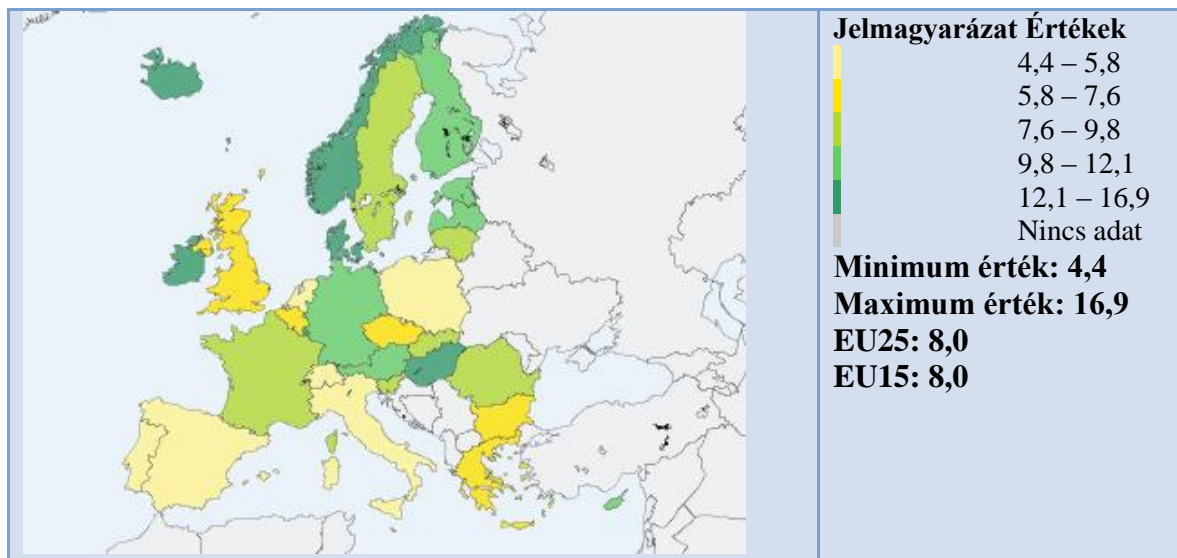 Jelmagyarázat Értékek
4,4 – 5,8
5,8 – 7,6
7,6 – 9,8
9,8 – 12,1
12,1 – 16,9
Nincs adat
Minimum érték: 4,4
Maximum érték: 16,9
EU25: 8,0
EU15: 8,0